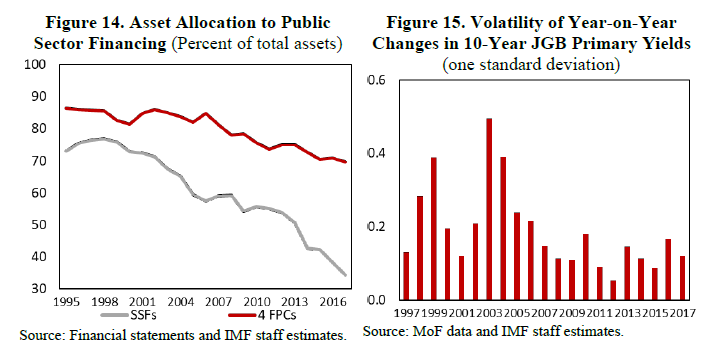 Figure 14. Asset Allocation to Public
Sector Financing (Percent of total assets)
100
90
80
70
60
50
40
30
1995 1998 2001 2004 2007 2010 2013 2016
SSFs 4 FPCs
Source: Financial statements and IMF staff estimates.
Figure 15. Volatility of Year-on-Year
Changes in 10-Year JGB Primary Yields
(one standard deviation)
0.6
0.4
0.2
0.0
1997 1999 2001 2003 2005 2007 2009 2011 2013 2015 2017
Source: MoF data and IMF staff estimates.